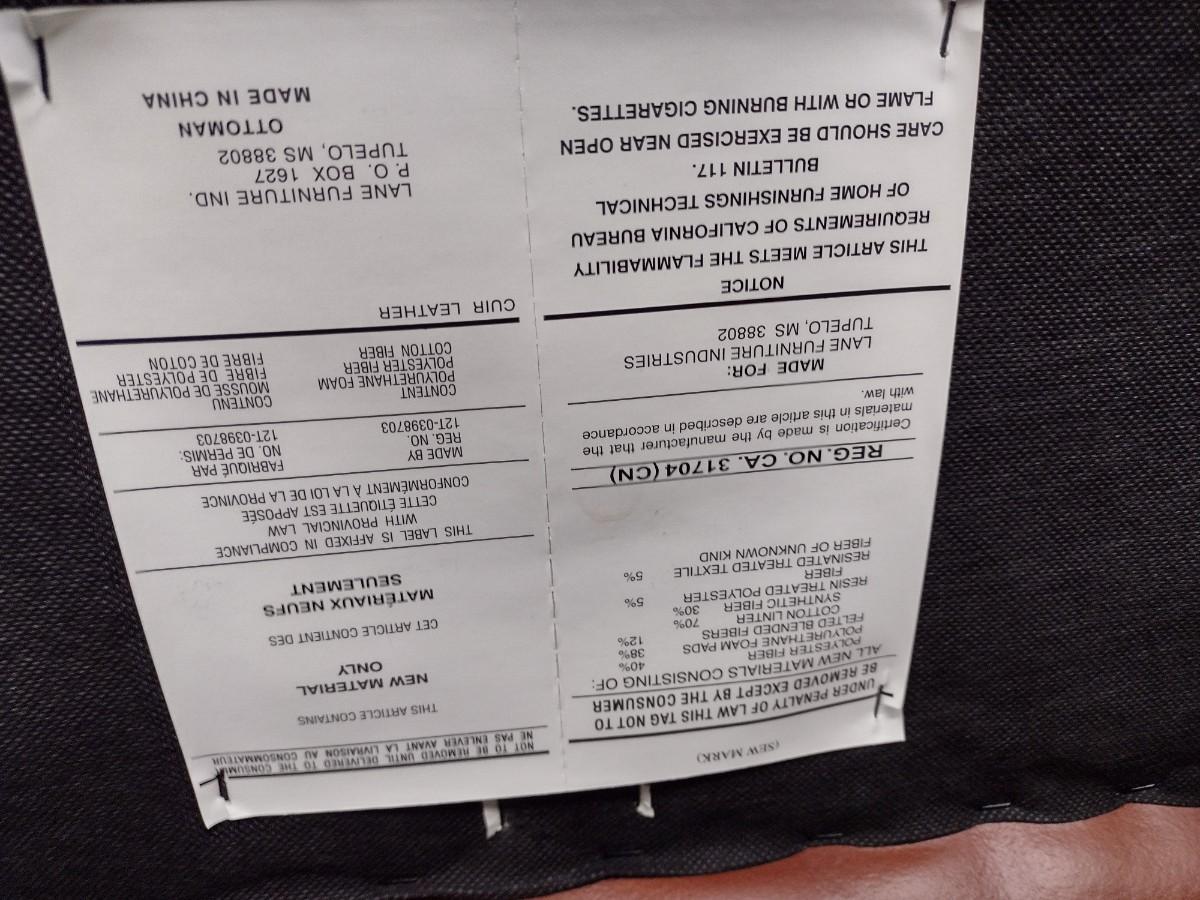 (SEW MARK)
UNDER PENALTY OF LAW THIS TAG NOT TO
BE REMOVED EXCEPT BY THE CONSUMER
ALL NEW MATERIALS CONSISTING OF:
POLYESTER FIBER 40%
POLYURETHANE FOAM PADS 38%
FELTED BLENDED FIBERS 12%
COTTON LINTER 70%
SYNTHETIC FIBER 30%
RESIN TREATED POLYESTER
FIBER 5%
RESINATED TREATED TEXTILE 5%
FIBER OF UNKNOWN KIND
REG. NO. CA. 31704 (CN)
Certification is made by the manufacturer that the
materials in this article are described in accordance
with law.
MADE FOR:
LANE FURNITURE INDUSTRIES
TUPELO, MS 38802
NOTICE
THIS ARTICLE MEETS THE FLAMMABILITY
REQUIREMENTS OF CALIFORNIA BUREAU
OF HOME FURNISHINGS TECHNICAL
BULLETIN 117.
CARE SHOULD BE EXERCISED NEAR OPEN
FLAME OR WITH BURNING CIGARETTES.
NOT TO BE REMOVED UNTIL DELIVERED TO THE CONSUMER
NE PAS ENLEVER AVANT LA LIVRAISON AU CONSOMMATEUR
THIS ARTICLE CONTAINS
NEW MATERIAL
ONLY
CET ARTICLE CONTIENT DES
MATÉRIAUX NEUFS
SEULEMENT
THIS LABEL IS AFFIXED IN COMPLIANCE
WITH PROVINCIAL LAW
CETTE ÉTIQUETTE EST APPOSÉE
CONFORMÉMENT À LA LOI DE LA PROVINCE
MADE BY FABRIQUÉ PAR
REG. NO. NO. DE PERMIS:
12T-0398703 12T-0398703
CONTENT CONTENU
POLYURETHANE FOAM MOUSSE DE POLYURETHANE
POLYESTER FIBER FIBRE DE POLYESTER
COTTON FIBER FIBRE DE COTON
CUIR LEATHER
LANE FURNITURE IND.
P. O. BOX 1627
TUPELO, MS 38802
OTTOMAN
MADE IN CHINA